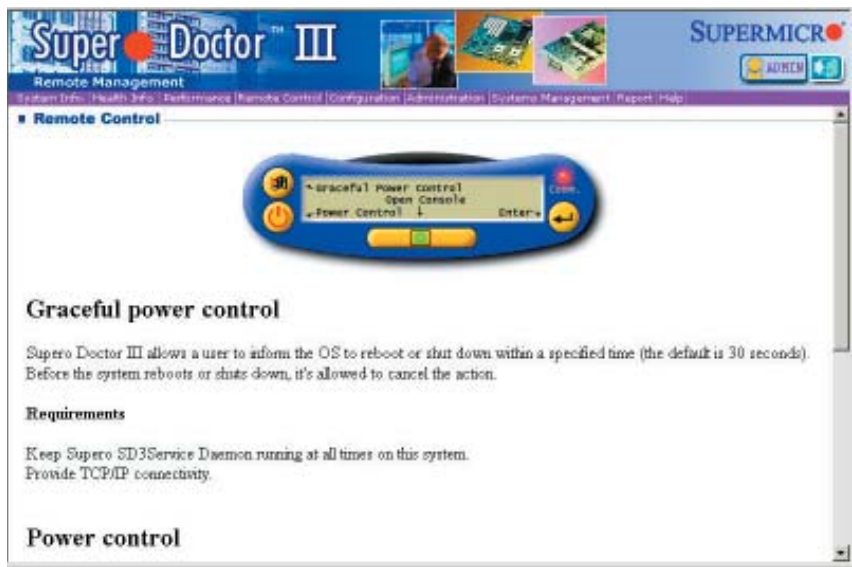 Super Doctor™ III
SUPERMICR
ADMIN
Remote Management
System Info | Health Info | Performance | Remote Control | Configuration | Administration | Systems Management | Report | Help
Remote Control
Graceful Power Control
Open Console
Power Control
Enter
Comm.
Graceful power control
Supero Doctor III allows a user to inform the OS to reboot or shut down within a specified time (the default is 30 seconds).
Before the system reboots or shuts down, it's allowed to cancel the action.
Requirements
Keep Supero SD3Service Daemon running at all times on this system.
Provide TCP/IP connectivity.
Power control